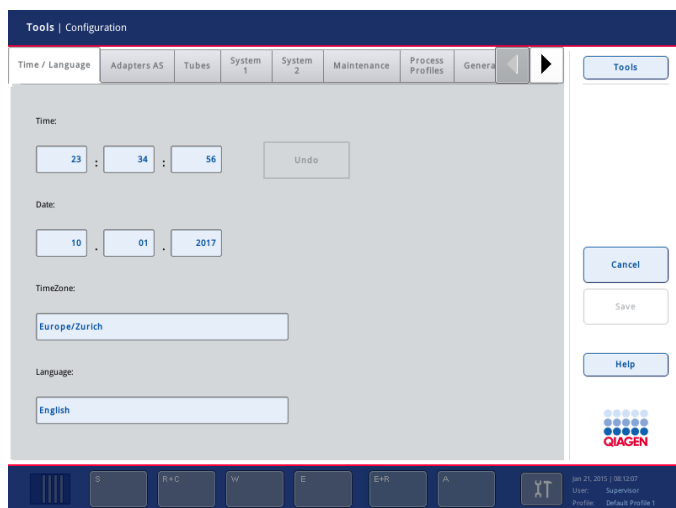 Tools | Configuration
Time / Language
Adapters AS
Tubes
System 1
System 2
Maintenance
Process Profiles
Genera
Tools
Time:
23 : 34 : 56
Undo
Date:
10 . 01 . 2017
Cancel
TimeZone:
Save
Europe/Zurich
Help
Language:
English
QIAGEN
S
R+C
W
E
E+R
A
Jan 21, 2015 | 08:12:07
User: Supervisor
Profile: Default Profile 1